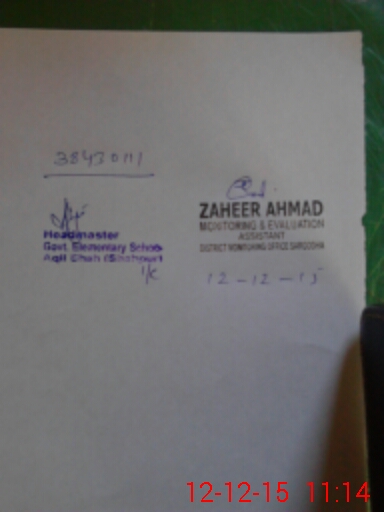 38430111
Headmaster
Govt. Elementary School
Aqil Shah (Shahpur)
I/C
ZAHEER AHMAD
MONITORING & EVALUATION
ASSISTANT
DISTRICT MONITORING OFFICE SARGODHA
12-12-15
12-12-15 11:14